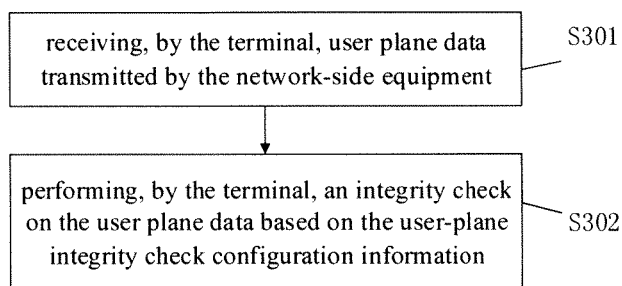 receiving, by the terminal, user plane data
transmitted by the network-side equipment
S301
performing, by the terminal, an integrity check
on the user plane data based on the user-plane
integrity check configuration information
S302